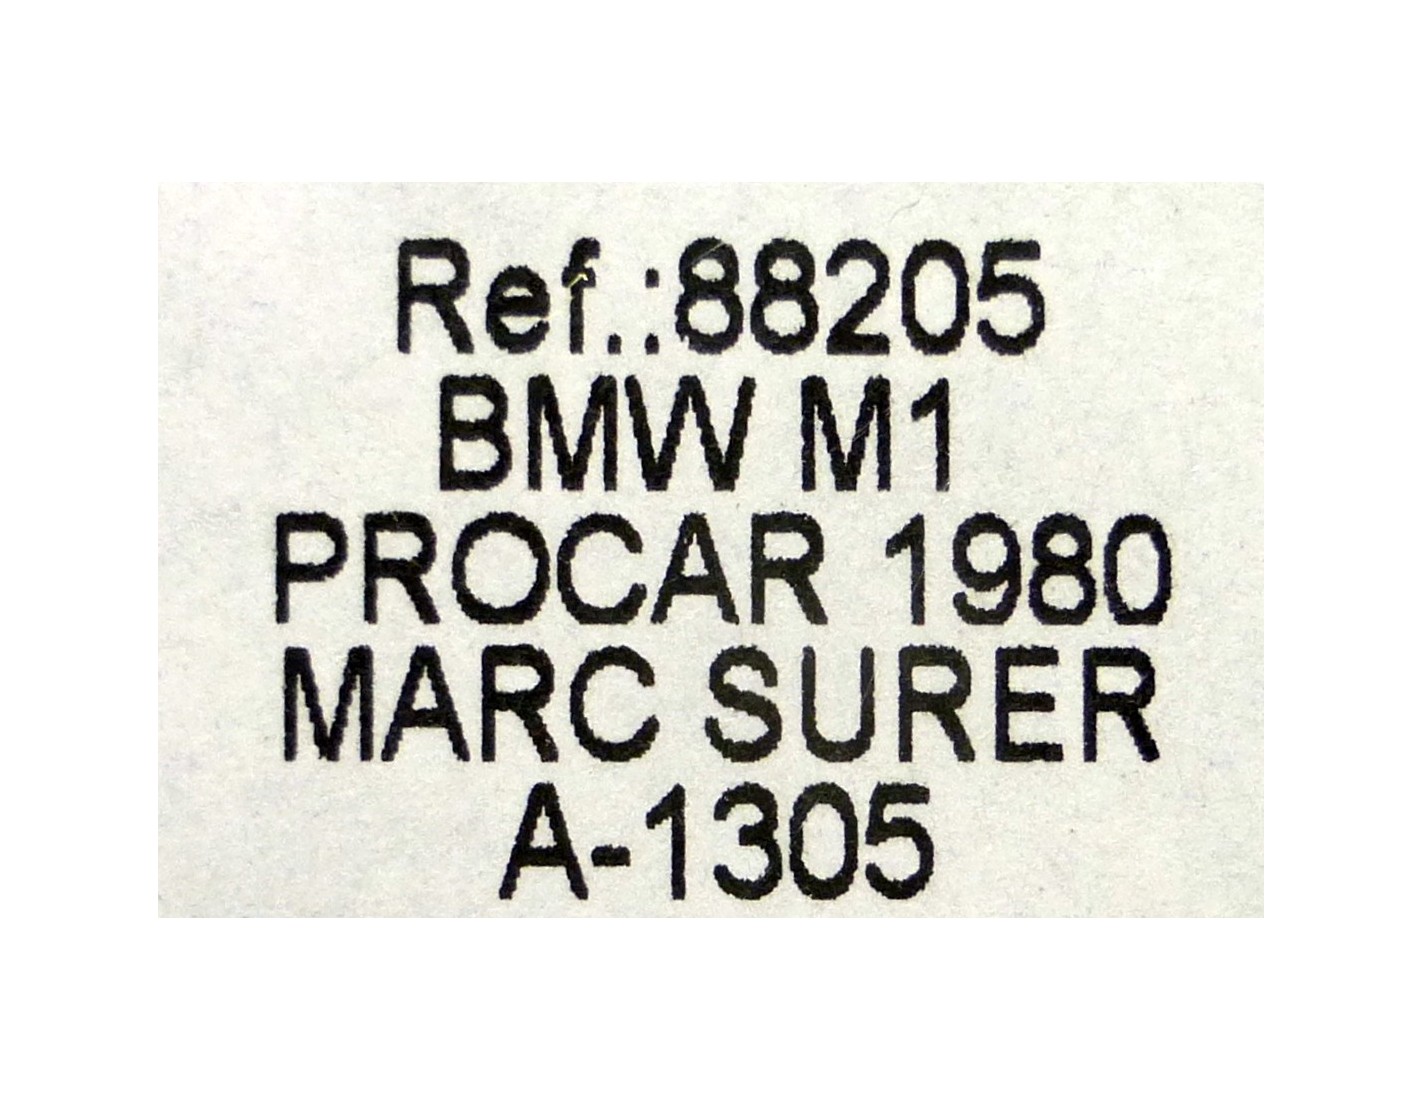 Ref.:88205
BMW M1
PROCAR 1980
MARC SURER
A-1305